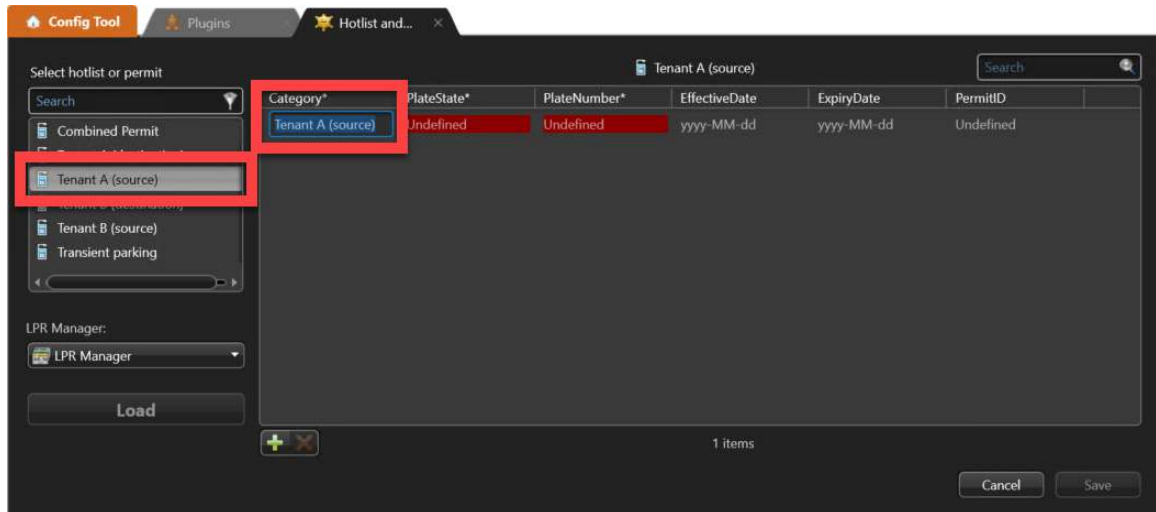 Config Tool
Plugins
Hotlist and...
Select hotlist or permit
Tenant A (source)
Search
Search
Category* PlateState* PlateNumber* EffectiveDate ExpiryDate PermitID
Tenant A (source) Undefined Undefined yyyy-MM-dd yyyy-MM-dd Undefined
Combined Permit
Tenant A (source)
Tenant B (destination)
Tenant B (source)
Transient parking
LPR Manager:
LPR Manager
Load
1 items
Cancel
Save